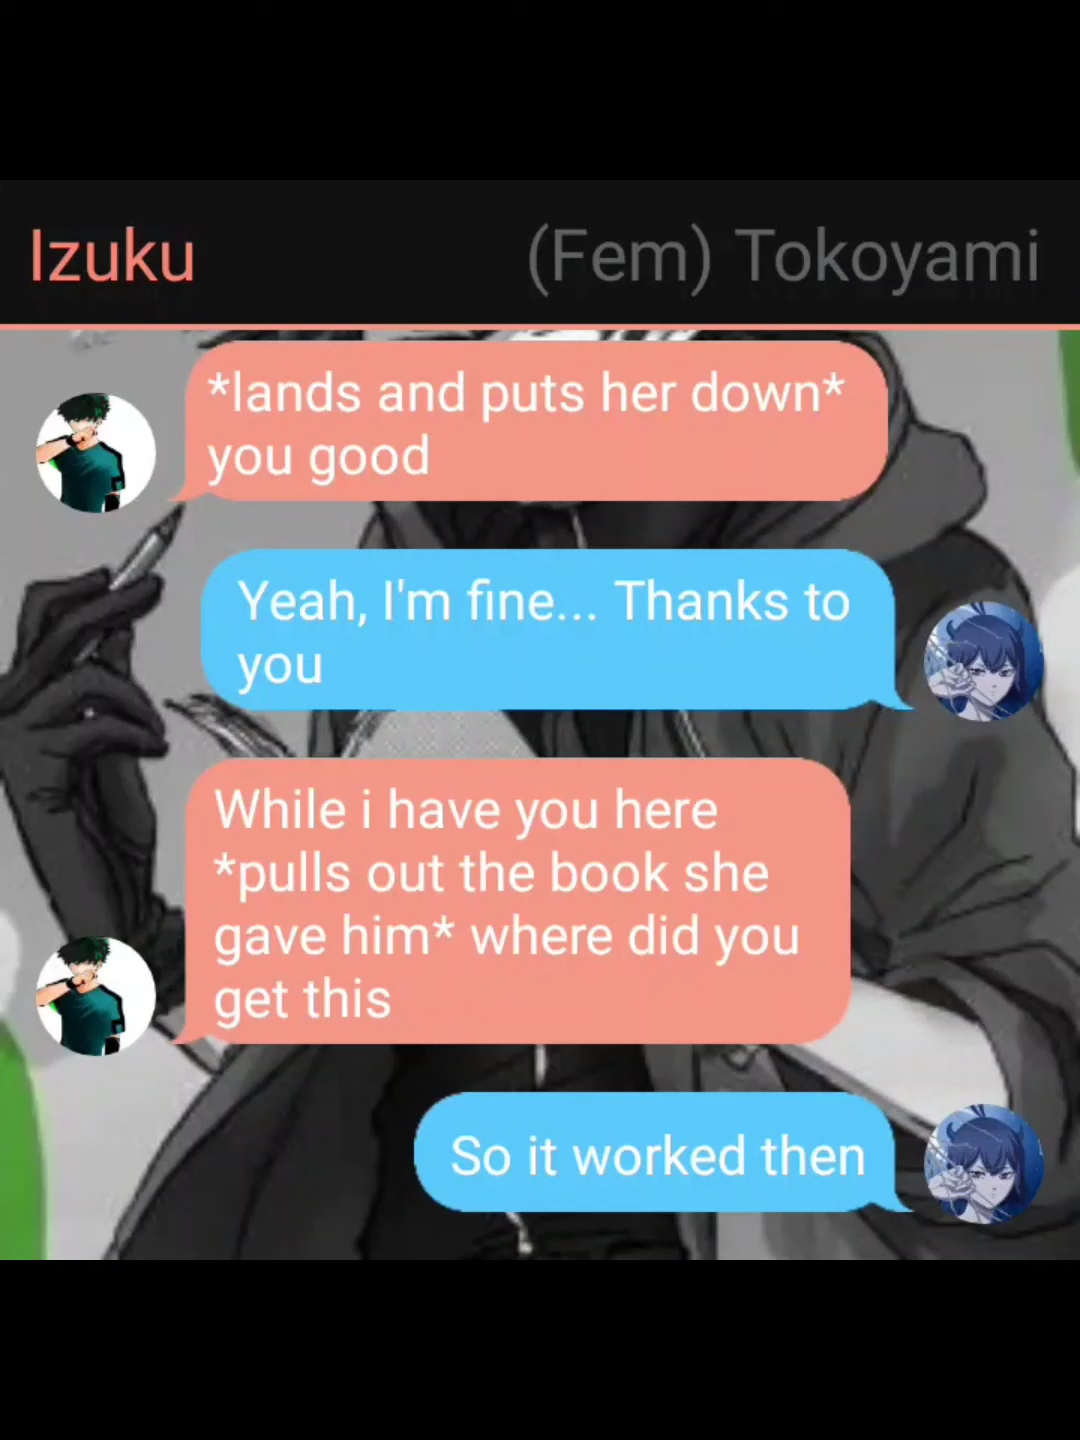 Izuku
(Fem) Tokoyami
*lands and puts her down*
you good
Yeah, I'm fine... Thanks to
you
While i have you here
*pulls out the book she
gave him* where did you
get this
So it worked then